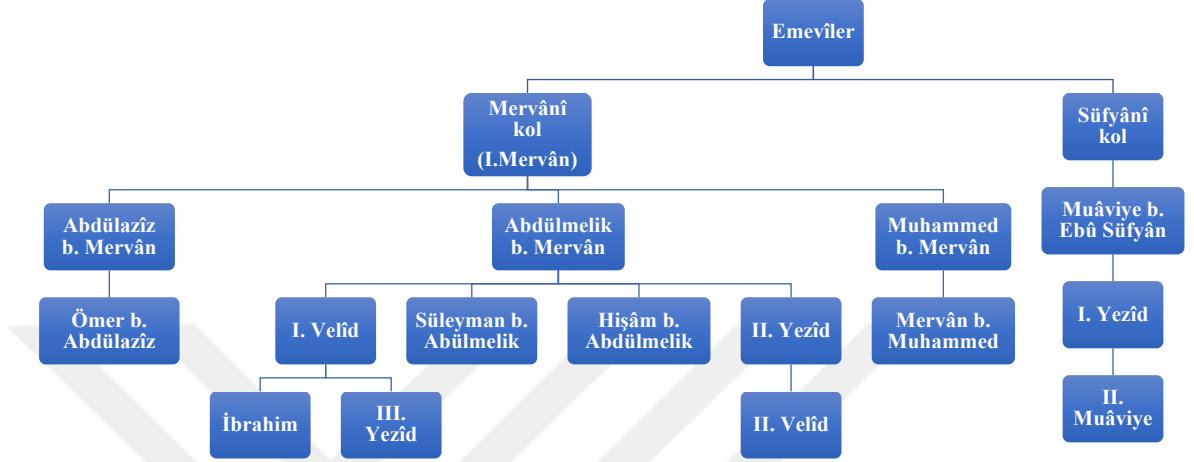 Emevîler
Mervânî
kol
(I.Mervân)
Süfyânî
kol
Abdülazîz
b. Mervân
Abdülmelik
b. Mervân
Muhammed
b. Mervân
Muâviye b.
Ebû Süfyân
Ömer b.
Abdülazîz
I. Velîd
Süleyman b.
Abülmelik
Hişâm b.
Abdülmelik
II. Yezîd
Mervân b.
Muhammed
I. Yezîd
İbrahim
III.
Yezîd
II. Velîd
II.
Muâviye